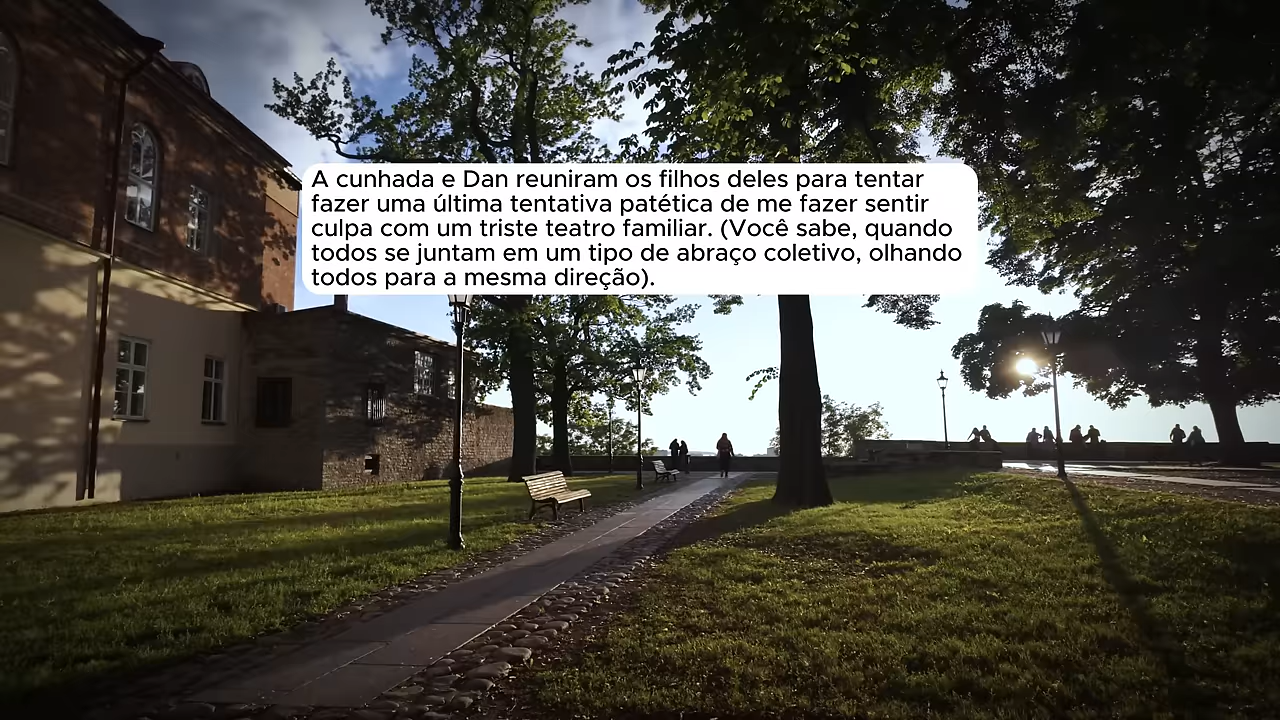 A cunhada e Dan reuniram os filhos deles para tentar
fazer uma última tentativa patética de me fazer sentir
culpa com um triste teatro familiar. (Você sabe, quando
todos se juntam em um tipo de abraço coletivo, olhando
todos para a mesma direção).